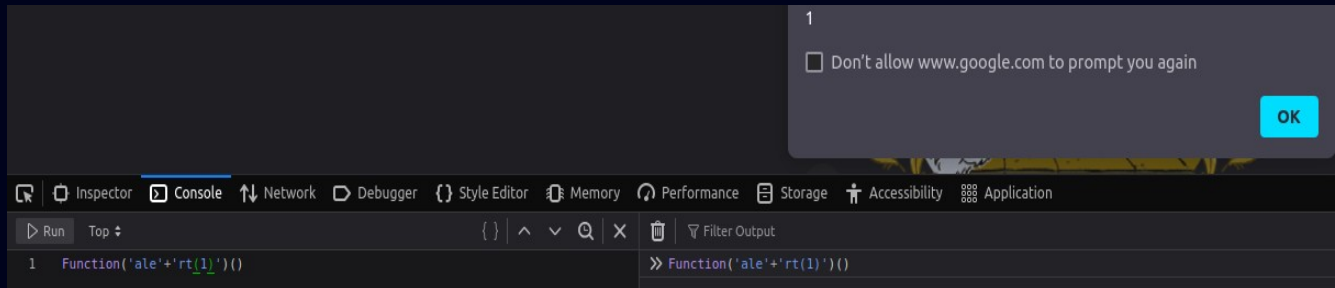 1
Don't allow www.google.com to prompt you again
OK
Inspector Console Network Debugger {} Style Editor Memory Performance Storage Accessibility Application
Run Top Filter Output
1 Function('ale'+'rt(1)')()
>> Function('ale'+'rt(1)')()